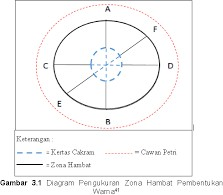 A
F
C
D
E
B
Keterangan :
= Kertas Cakram
= Cawan Petri
= Zona Hambat
Gambar 3.1 Diagram Pengukuran Zona Hambat Pembentukan
Warna